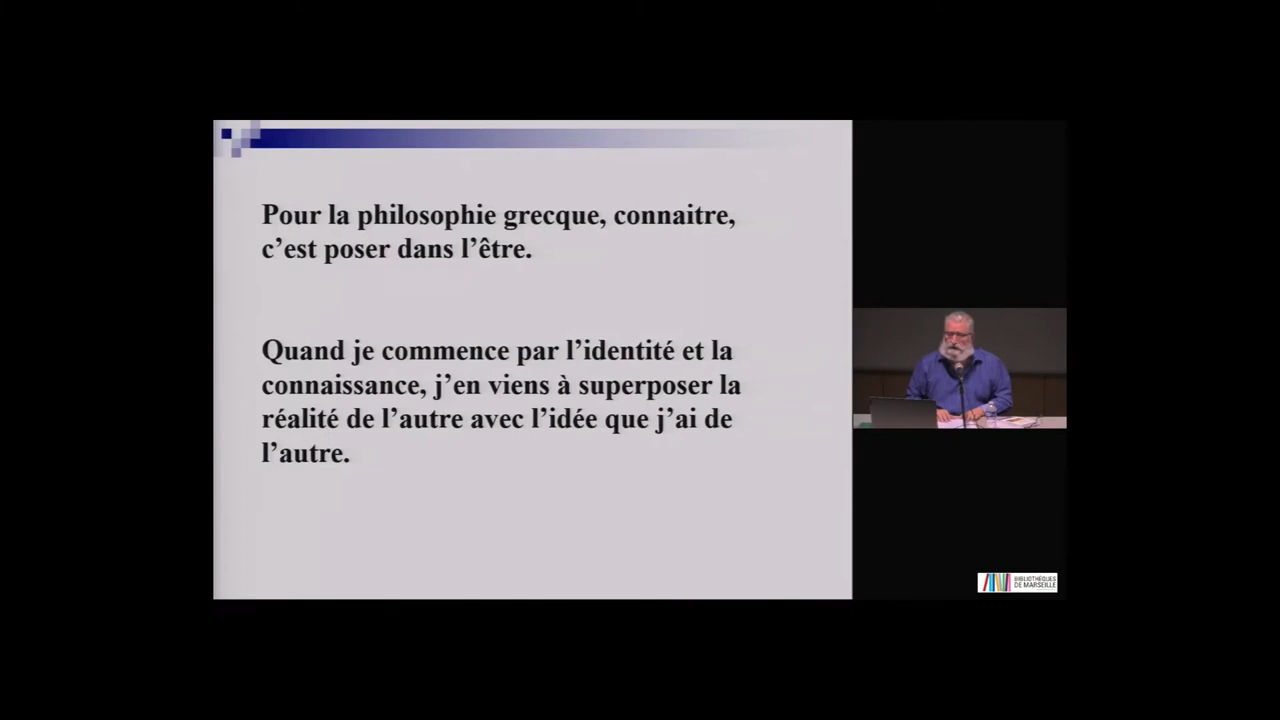 Pour la philosophie grecque, connaitre,
c’est poser dans l’être.
Quand je commence par l’identité et la
connaissance, j’en viens à superposer la
réalité de l’autre avec l’idée que j’ai de
l’autre.
BIBLIOTHÈQUES
DE MARSEILLE